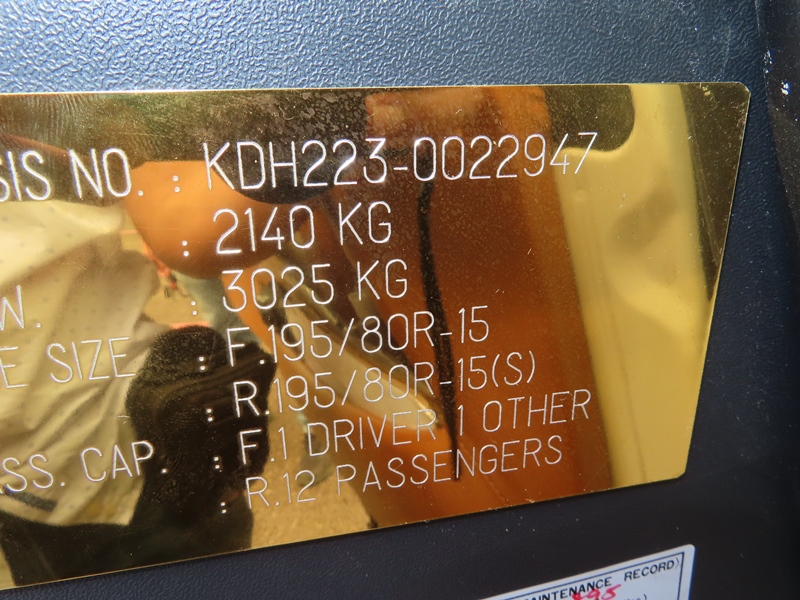 SIS NO. : KDH223-0022947
: 2140 KG
W. : 3025 KG
E SIZE : F.195/80R-15
: R.195/80R-15(S)
SS. CAP. : F.1 DRIVER 1 OTHER
: R.12 PASSENGERS
MAINTENANCE RECORD)